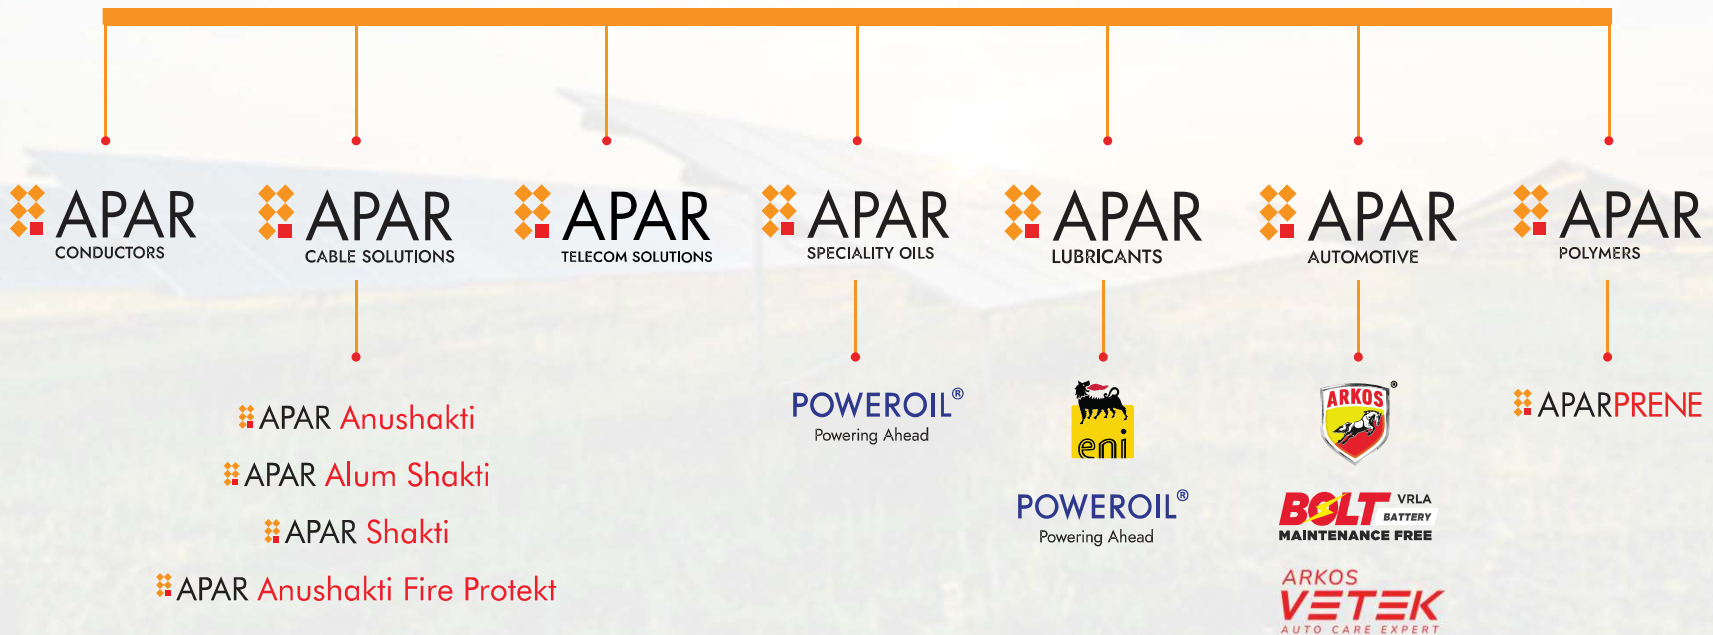 APAR
CONDUCTORS
APAR
CABLE SOLUTIONS
APAR
TELECOM SOLUTIONS
APAR
SPECIALITY OILS
APAR
LUBRICANTS
APAR
AUTOMOTIVE
APAR
POLYMERS
APAR Anushakti
APAR Alum Shakti
APAR Shakti
APAR Anushakti Fire Protekt
POWEROIL®
Powering Ahead
eni
POWEROIL®
Powering Ahead
ARKOS®
BOLT VRLA
BATTERY
MAINTENANCE FREE
ARKOS
VETEK
AUTO CARE EXPERT
APARPRENE